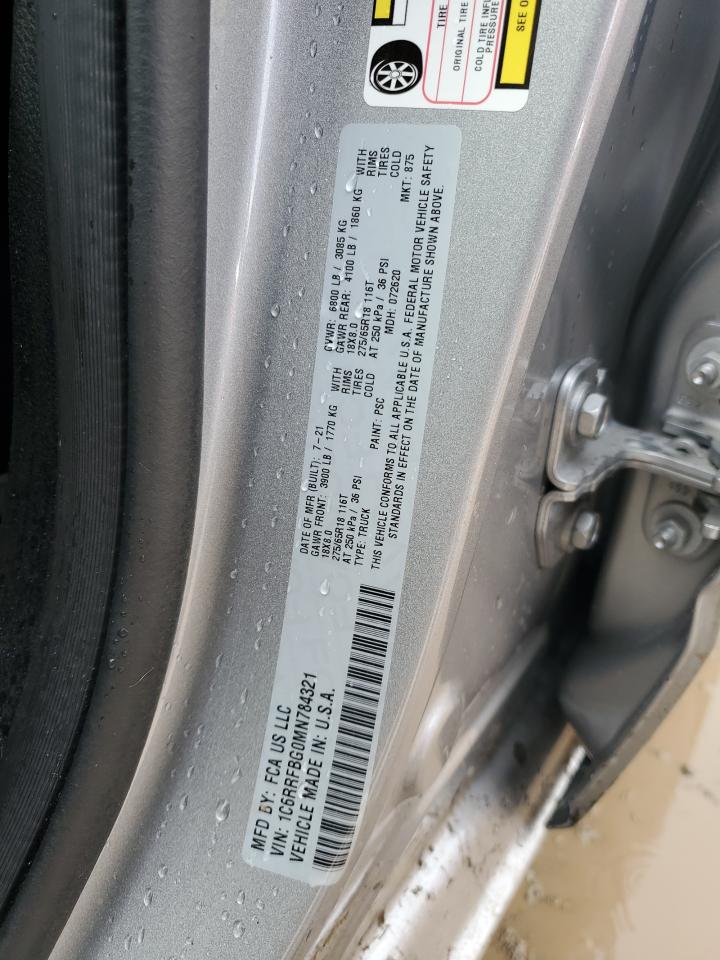 MFD BY: FCA US LLC
VIN: 1C6RRFBG0MN784321
VEHICLE MADE IN: U.S.A.
DATE OF MFR (BUILT): 7-21
GAWR FRONT: 3900 LB / 1770 KG WITH
18X8.0 RIMS
275/65R18 116T TIRES
AT 250 kPa / 36 PSI COLD
TYPE: TRUCK PAINT: PSC
GVWR: 6800 LB / 3085 KG
GAWR REAR: 4100 LB / 1860 KG WITH
18X8.0 RIMS
275/65R18 116T TIRES
AT 250 kPa / 36 PSI COLD
MDH: 072620 MKT: 875
THIS VEHICLE CONFORMS TO ALL APPLICABLE U.S.A. FEDERAL MOTOR VEHICLE SAFETY
STANDARDS IN EFFECT ON THE DATE OF MANUFACTURE SHOWN ABOVE.
TIRE
ORIGINAL TIRE
COLD TIRE INFL
PRESSURE
SEE O